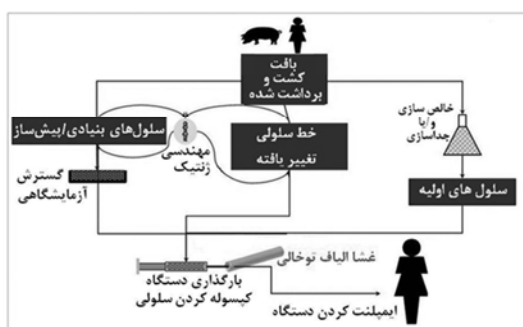 بافت
کشت و
برداشت شده
خالص سازی
و/یا
جداسازی
سلول‌های بنیادی/پیش‌ساز
مهندسی
ژنتیک
خط سلولی
تغییر یافته
گسترش
آزمایشگاهی
سلول های اولیه
غشا الیاف توخالی
بارگذاری دستگاه
کپسوله کردن سلولی
ایمپلنت کردن دستگاه